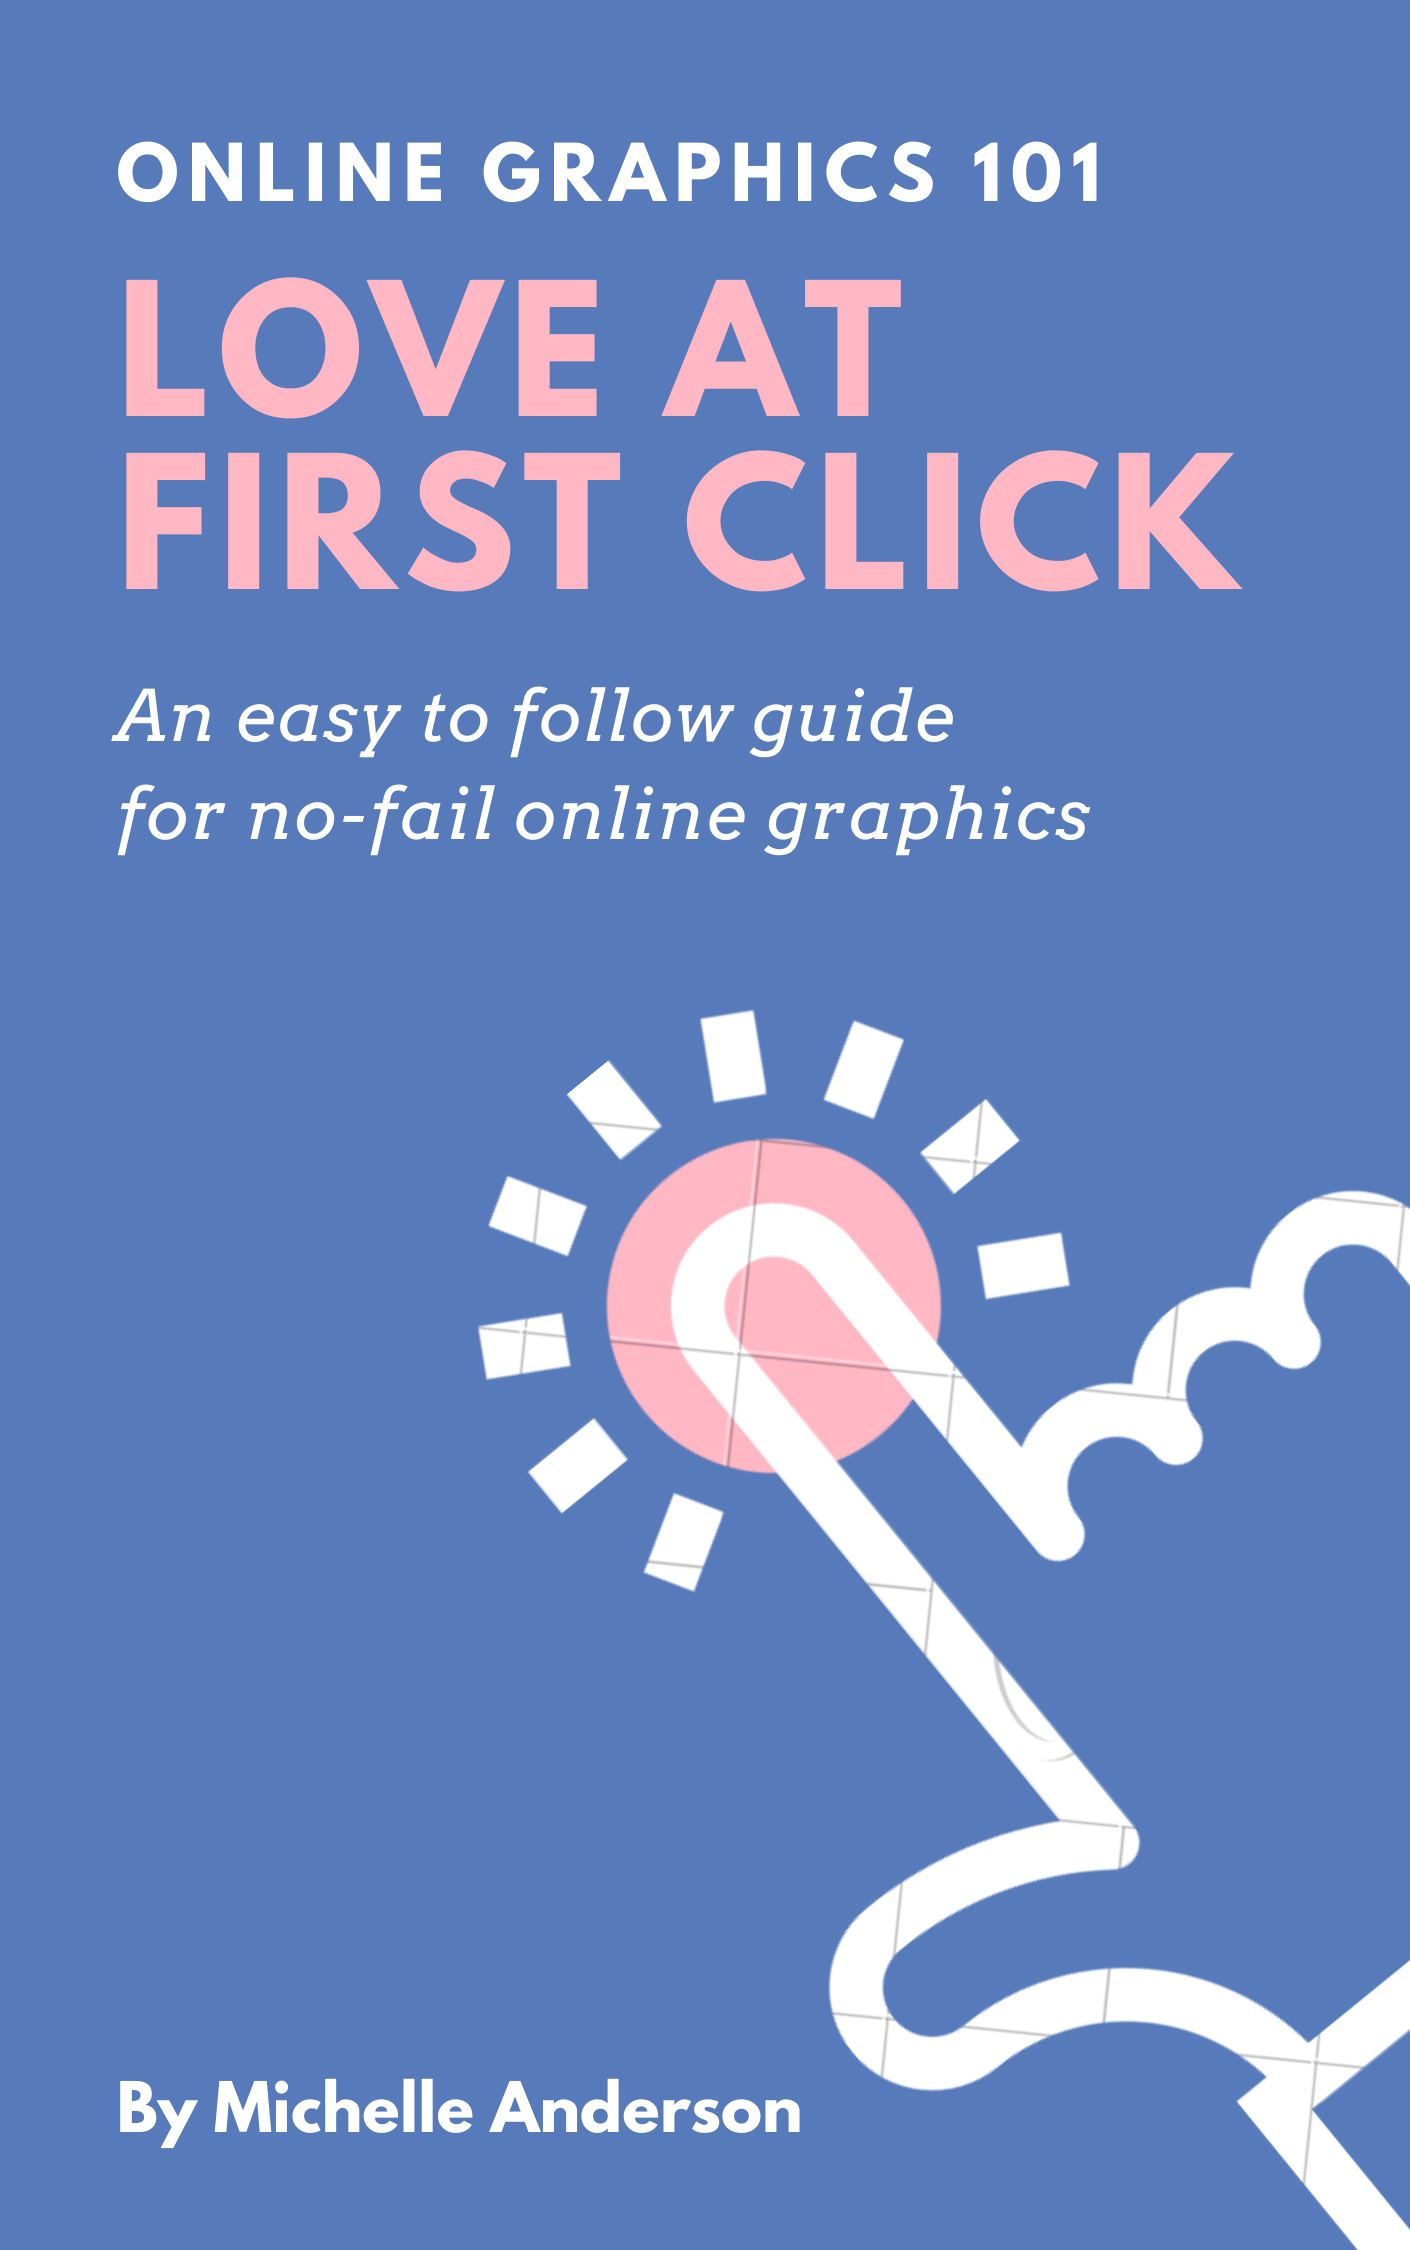 ONLINE GRAPHICS 101
LOVE AT
FIRST CLICK
An easy to follow guide
for no-fail online graphics
By Michelle Anderson